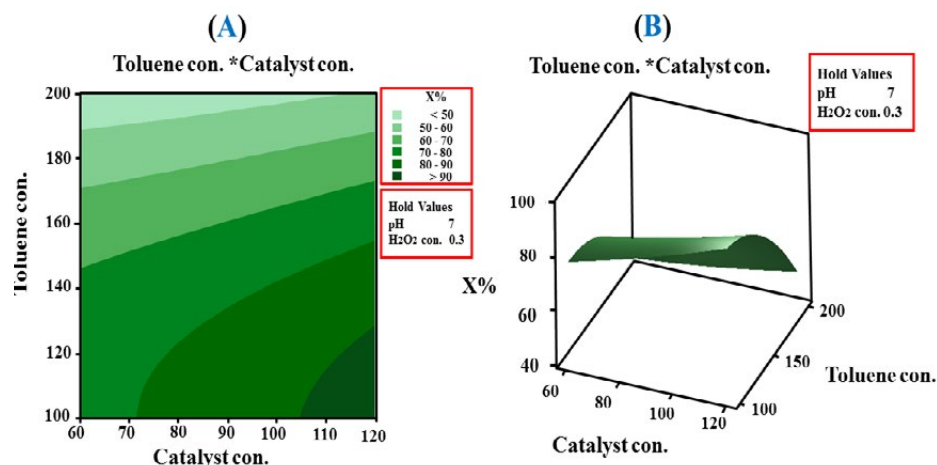 (A)
Toluene con. *Catalyst con.
X%
< 50
50 - 60
60 - 70
70 - 80
80 - 90
> 90
Hold Values
pH 7
H₂O₂ con. 0.3
Toluene con.
200
180
160
140
120
100
60 70 80 90 100 110 120
Catalyst con.
(B)
Toluene con. *Catalyst con.
Hold Values
pH 7
H₂O₂ con. 0.3
X%
100
80
60
40
60
80
100
120
Catalyst con.
100
150
200
Toluene con.